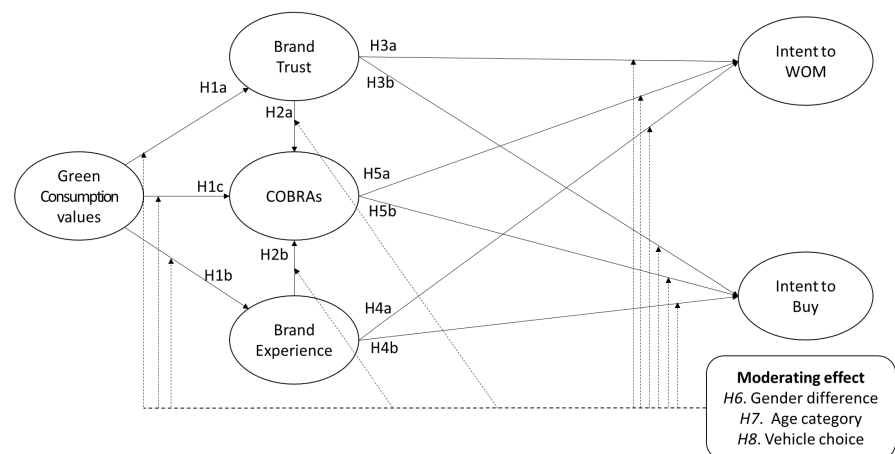 Brand
Trust
H3a
H3b
Intent to
WOM
H1a
H2a
Green
Consumption
values
H1c
COBRAs
H5a
H5b
H1b
H2b
Brand
Experience
H4a
H4b
Intent to
Buy
Moderating effect
H6. Gender difference
H7. Age category
H8. Vehicle choice